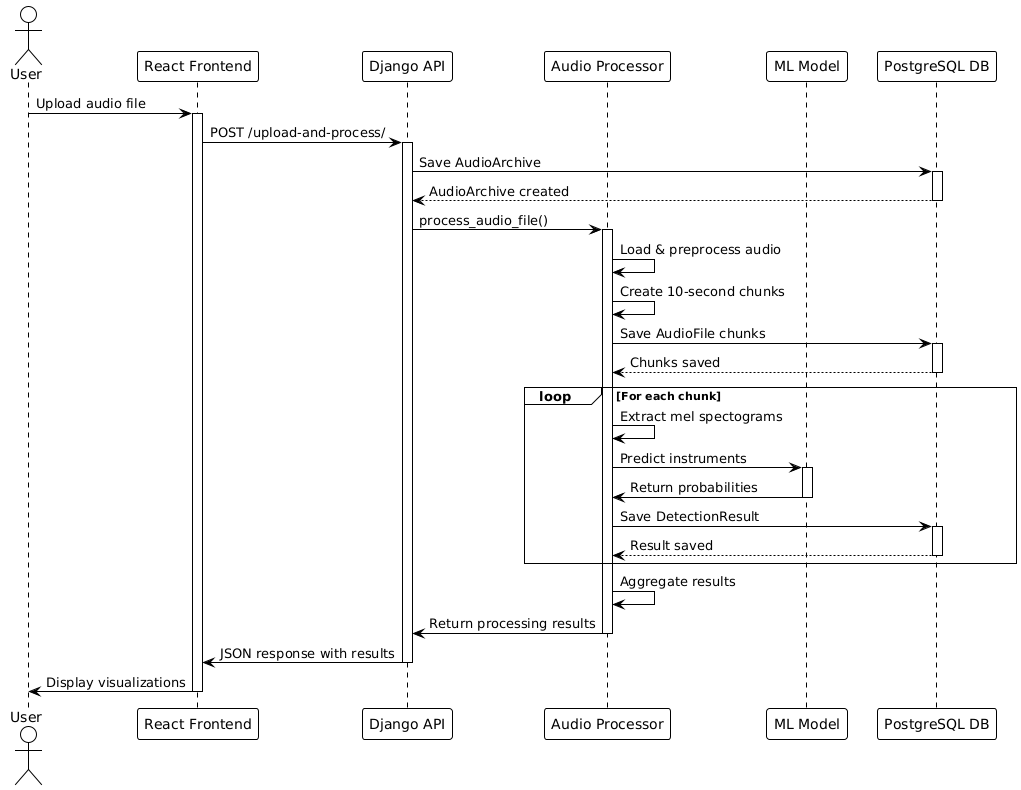 User
React Frontend
Django API
Audio Processor
ML Model
PostgreSQL DB
Upload audio file
POST /upload-and-process/
Save AudioArchive
AudioArchive created
process_audio_file()
Load & preprocess audio
Create 10-second chunks
Save AudioFile chunks
Chunks saved
loop
[For each chunk]
Extract mel spectograms
Predict instruments
Return probabilities
Save DetectionResult
Result saved
Aggregate results
Return processing results
JSON response with results
Display visualizations
User
React Frontend
Django API
Audio Processor
ML Model
PostgreSQL DB